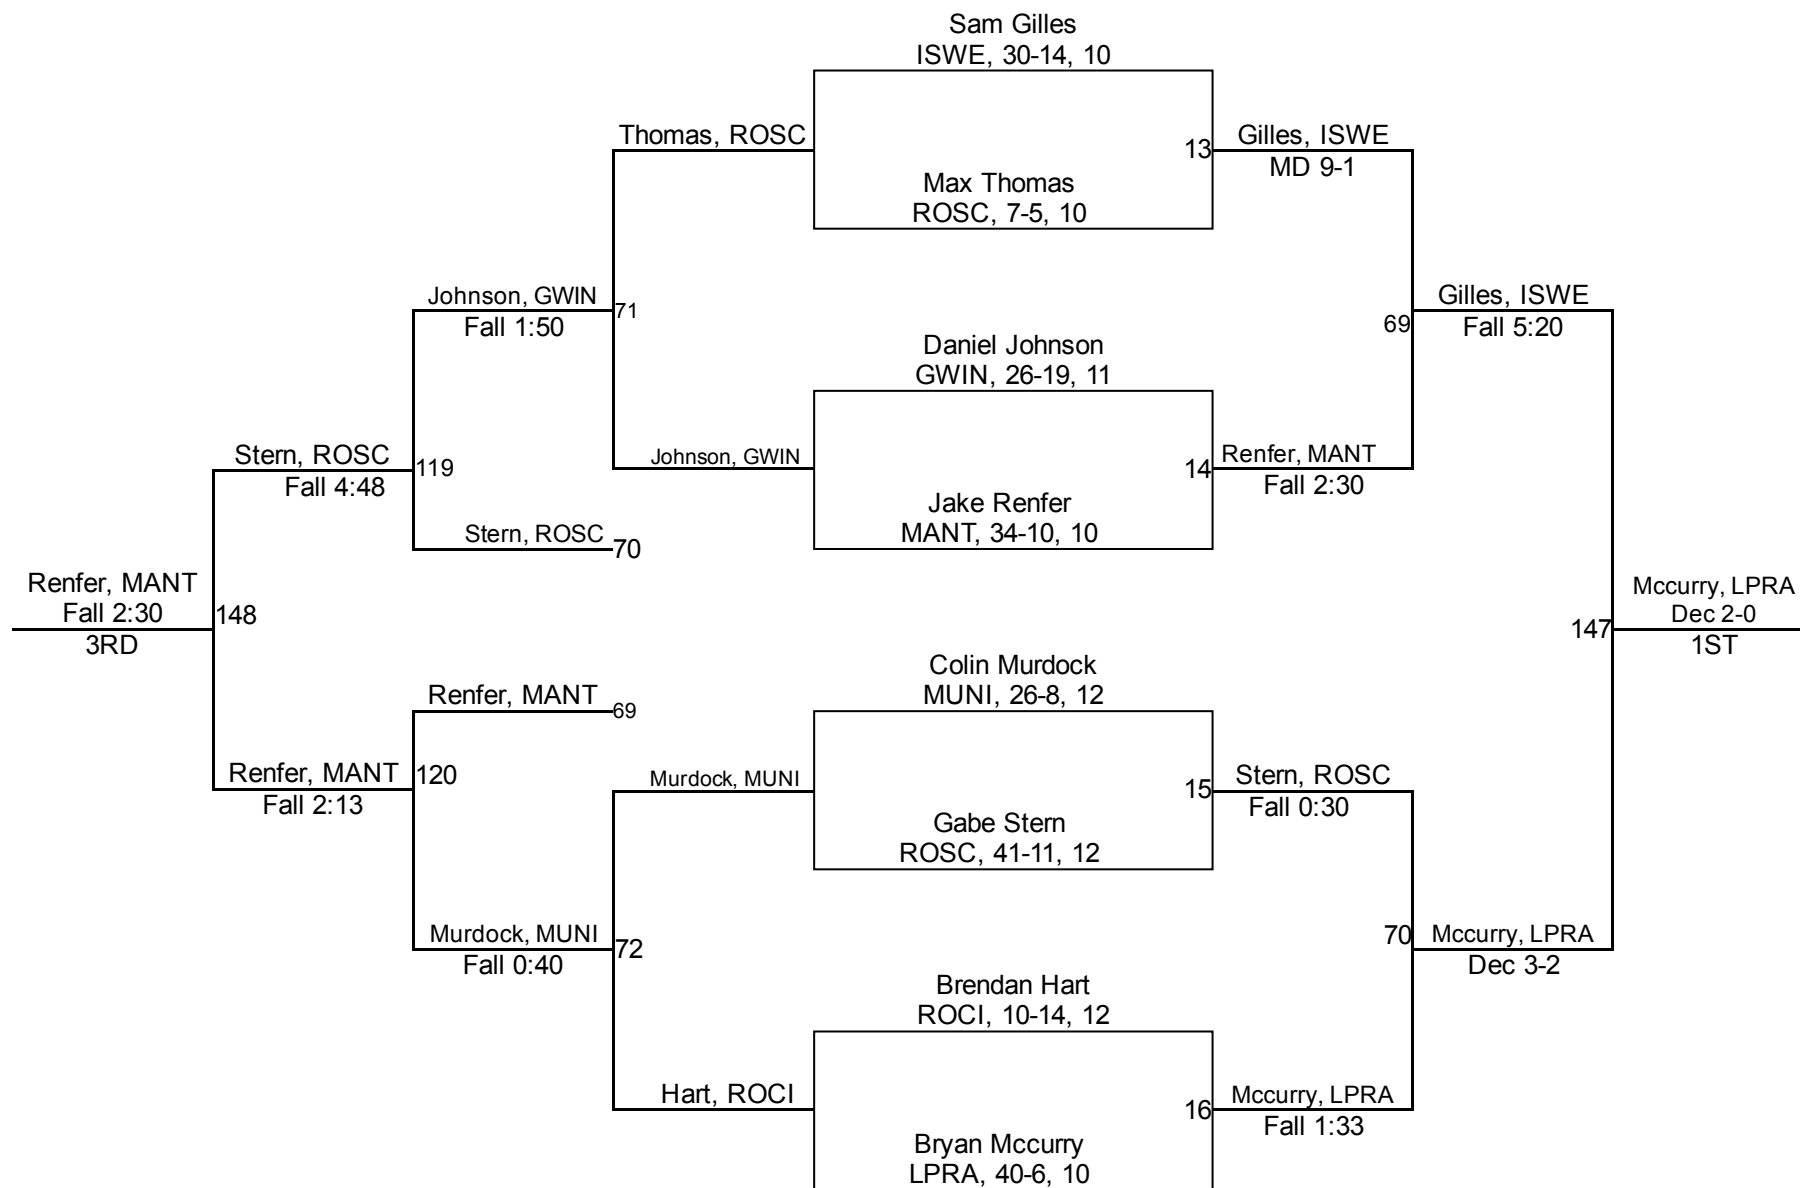 Sam Gilles
ISWE, 30-14, 10
Thomas, ROSC
13
Gilles, ISWE
MD 9-1
Max Thomas
ROSC, 7-5, 10
Johnson, GWIN
Fall 1:50
71
69
Gilles, ISWE
Fall 5:20
Daniel Johnson
GWIN, 26-19, 11
Stern, ROSC
Fall 4:48
119
Johnson, GWIN
14
Renfer, MANT
Fall 2:30
Jake Renfer
MANT, 34-10, 10
Stern, ROSC
70
Renfer, MANT
Fall 2:30
3RD
148
147
Mccurry, LPRA
Dec 2-0
1ST
Colin Murdock
MUNI, 26-8, 12
Renfer, MANT
69
Renfer, MANT
Fall 2:13
120
Murdock, MUNI
15
Stern, ROSC
Fall 0:30
Gabe Stern
ROSC, 41-11, 12
Murdock, MUNI
Fall 0:40
72
70
Mccurry, LPRA
Dec 3-2
Brendan Hart
ROCI, 10-14, 12
Hart, ROCI
16
Mccurry, LPRA
Fall 1:33
Bryan Mccurry
LPRA, 40-6, 10